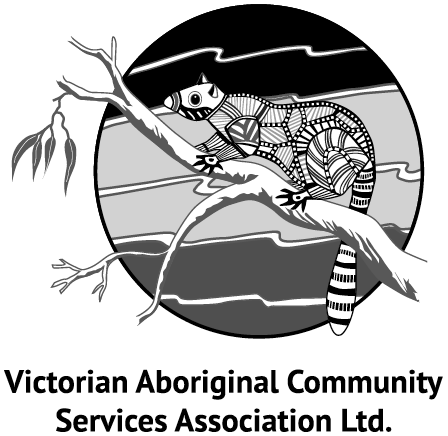 Victorian Aboriginal Community
Services Association Ltd.